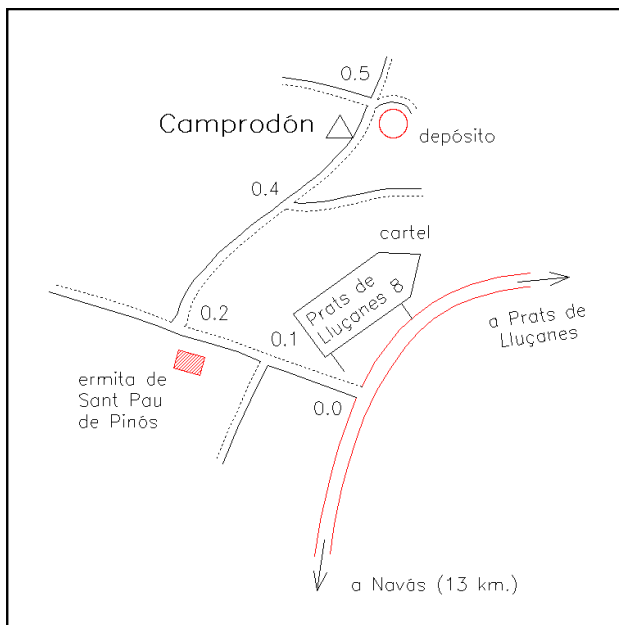 0.5
Camprodón
depósito
0.4
cartel
Prats de
Lluçanes 8
0.2
0.1
a Prats de
Lluçanes
ermita de
Sant Pau
de Pinós
0.0
a Navás (13 km.)